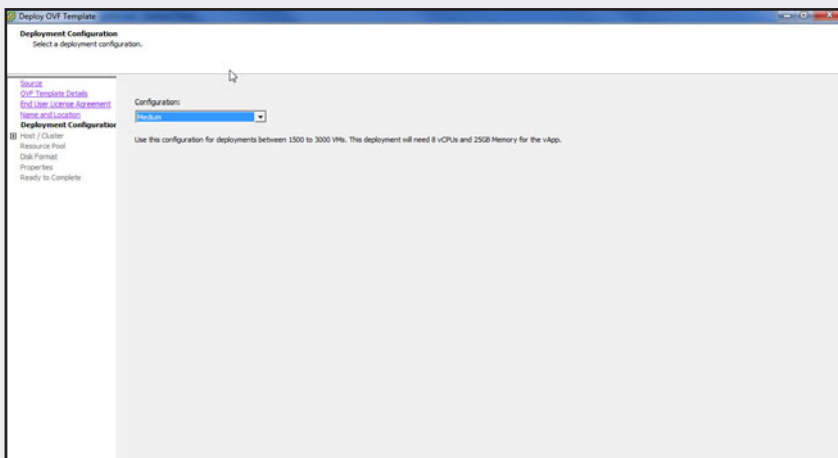 Deploy OVF Template
Deployment Configuration
Select a deployment configuration.
Source
OVF Template Details
End User License Agreement
Name and Location
Deployment Configuration
Host / Cluster
Resource Pool
Disk Format
Properties
Ready to Complete
Configuration:
Medium
Use this configuration for deployments between 1500 to 3000 VMs. This deployment will need 8 vCPUs and 25GB Memory for the vApp.